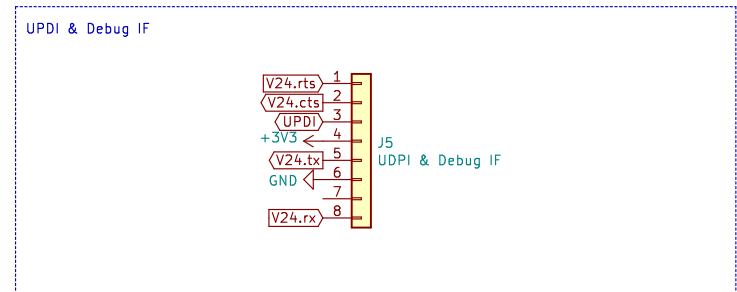 UPDI & Debug IF
V24.rts 1
V24.cts 2
UPDI 3
+3V3 4
J5
V24.tx 5
UDPI & Debug IF
GND 6
7
V24.rx 8